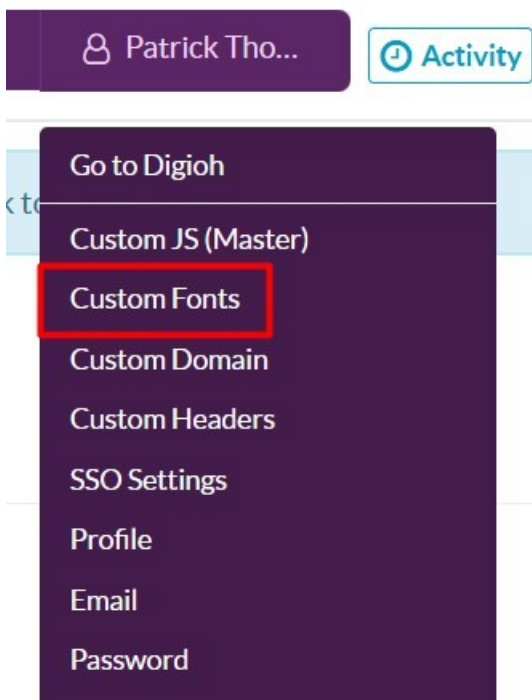 Patrick Tho...
Activity
Go to Digioh
Custom JS (Master)
Custom Fonts
Custom Domain
Custom Headers
SSO Settings
Profile
Email
Password